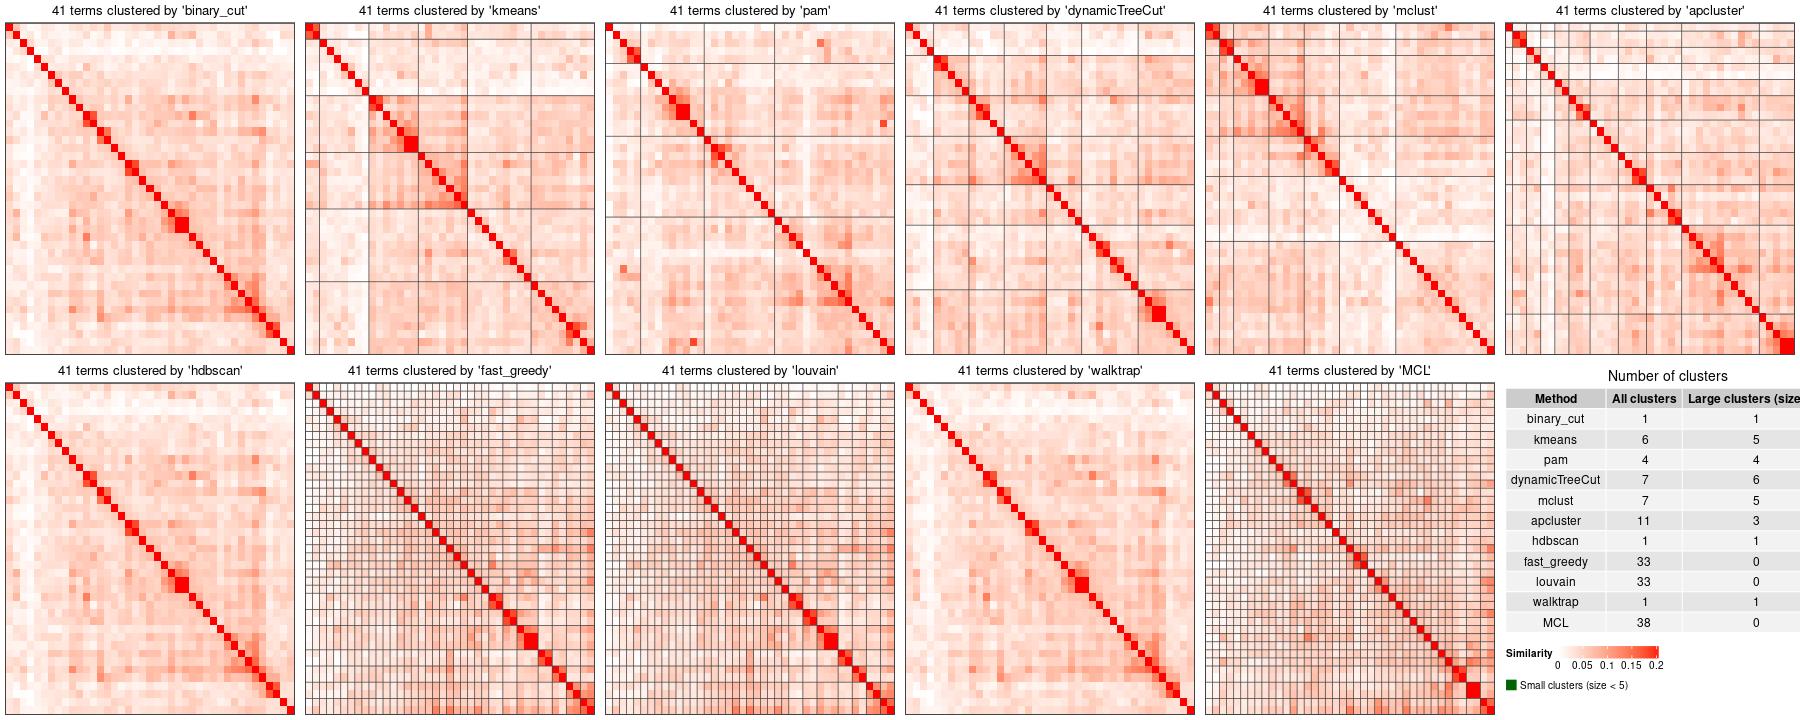 41 terms clustered by 'binary_cut'
41 terms clustered by 'kmeans'
41 terms clustered by 'pam'
41 terms clustered by 'dynamicTreeCut'
41 terms clustered by 'mclust'
41 terms clustered by 'apcluster'
41 terms clustered by 'hdbscan'
41 terms clustered by 'fast_greedy'
41 terms clustered by 'louvain'
41 terms clustered by 'walktrap'
41 terms clustered by 'MCL'
Number of clusters
Method All clusters Large clusters (size
binary_cut 1 1
kmeans 6 5
pam 4 4
dynamicTreeCut 7 6
mclust 7 5
apcluster 11 3
hdbscan 1 1
fast_greedy 33 0
louvain 33 0
walktrap 1 1
MCL 38 0
Similarity
0 0.05 0.1 0.15 0.2
Small clusters (size < 5)